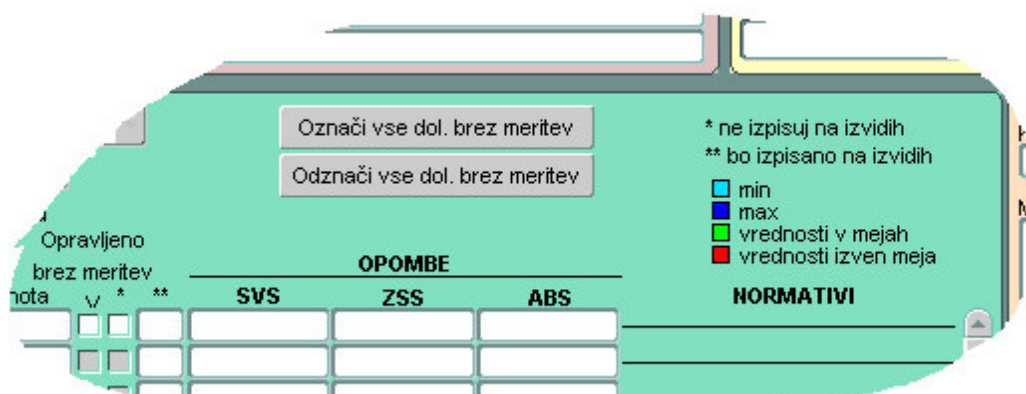 Označi vse dol. brez meritev
Odznači vse dol. brez meritev
* ne izpisuj na izvidih
** bo izpisano na izvidih
min
max
vrednosti v mejah
vrednosti izven meja
Opravljeno
brez meritev
OPOMBE
nota V * ** SVS ZSS ABS NORMATIVI